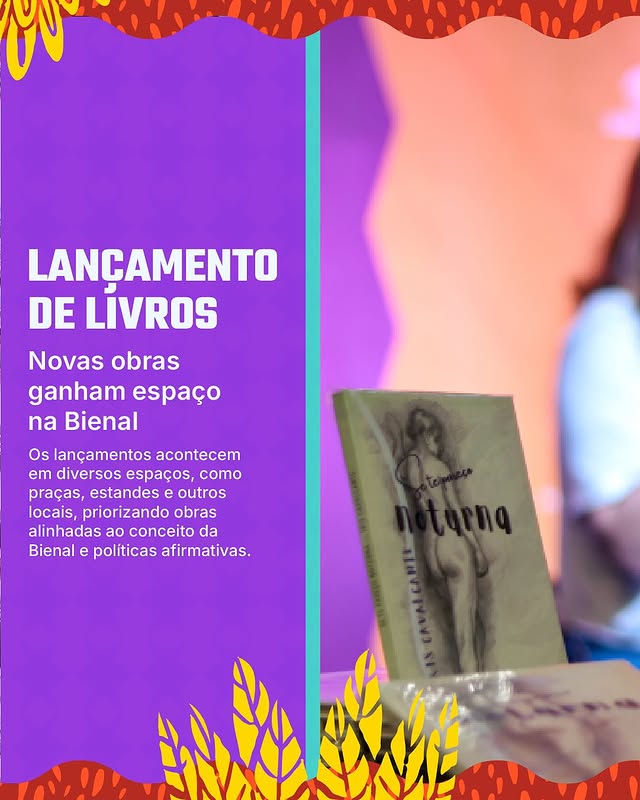 LANÇAMENTO
DE LIVROS
Novas obras
ganham espaço
na Bienal
Os lançamentos acontecem
em diversos espaços, como
praças, estandes e outros
locais, priorizando obras
alinhadas ao conceito da
Bienal e políticas afirmativas.
noturna
CAVALCANTE